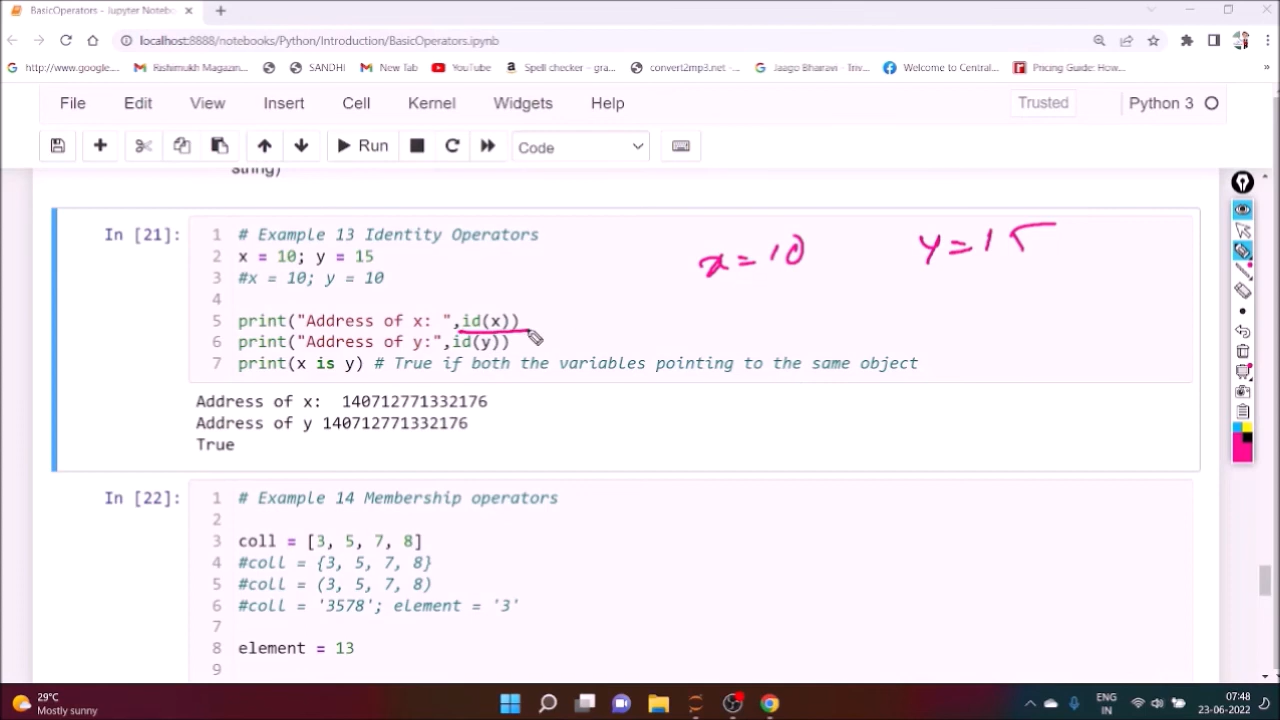 BasicOperators - Jupyter Noteb
localhost:8888/notebooks/Python/Introduction/BasicOperators.ipynb
http://www.google.... Rishimukh Magazin... SANDHI New Tab YouTube Spell checker - gra... convert2mp3.net -... Jaago Bharairvi - Triv... Welcome to Central... Pricing Guide: How... »
File Edit View Insert Cell Kernel Widgets Help Trusted Python 3
Run Code
string)
In [21]:
1 # Example 13 Identity Operators
2 x = 10; y = 15
3 #x = 10; y = 10
4
5 print("Address of x: ",id(x))
6 print("Address of y:",id(y))
7 print(x is y) # True if both the variables pointing to the same object
x = 10 y = 15
Address of x:  140712771332176
Address of y 140712771332176
True
In [22]:
1 # Example 14 Membership operators
2
3 coll = [3, 5, 7, 8]
4 #coll = {3, 5, 7, 8}
5 #coll = (3, 5, 7, 8)
6 #coll = '3578'; element = '3'
7
8 element = 13
9
29°C
Mostly sunny
ENG
IN
07:48
23-06-2022